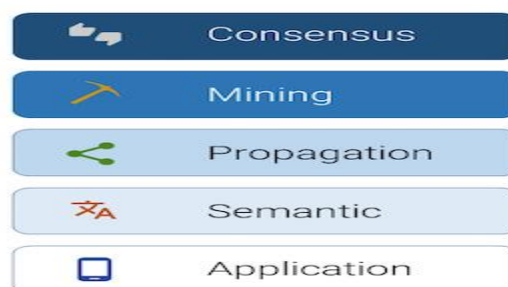 Consensus
Mining
Propagation
Semantic
Application